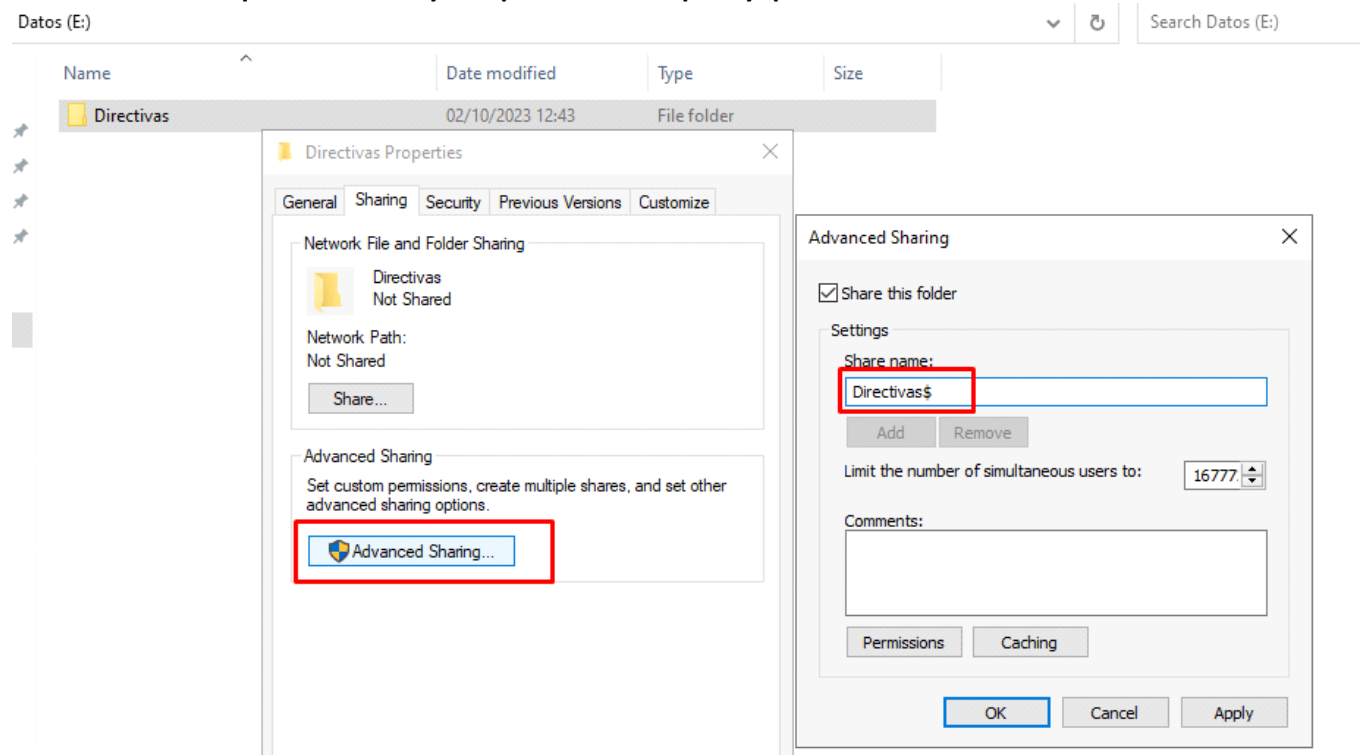 Datos (E:)
Search Datos (E:)
Name
Date modified
Type
Size
Directivas
02/10/2023 12:43
File folder
Directivas Properties
General
Sharing
Security
Previous Versions
Customize
Network File and Folder Sharing
Directivas
Not Shared
Network Path:
Not Shared
Share...
Advanced Sharing
Set custom permissions, create multiple shares, and set other
advanced sharing options.
Advanced Sharing...
Advanced Sharing
Share this folder
Settings
Share name:
Directivas$
Add
Remove
Limit the number of simultaneous users to:
16777
Comments:
Permissions
Caching
OK
Cancel
Apply